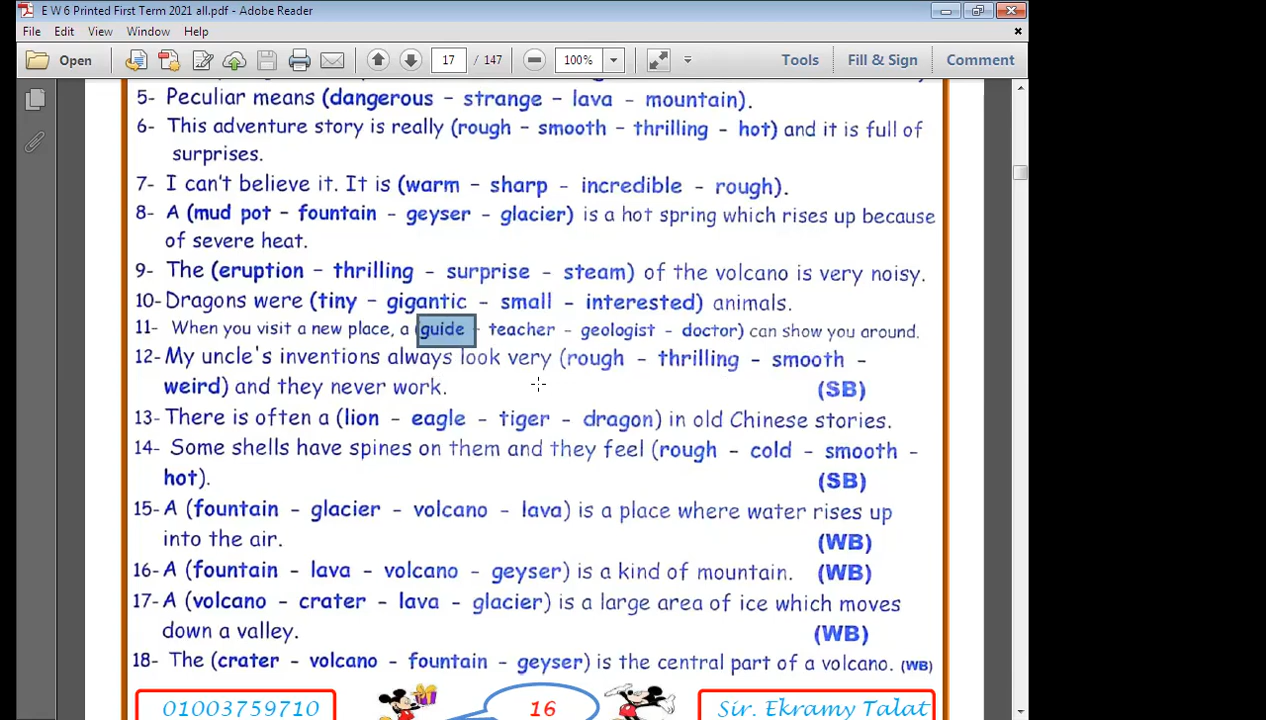 E W 6 Printed First Term 2021 all.pdf - Adobe Reader
File Edit View Window Help
Open 17 / 147 100% Tools Fill & Sign Comment
5- Peculiar means (dangerous – strange – lava – mountain).
6- This adventure story is really (rough – smooth – thrilling – hot) and it is full of
surprises.
7- I can't believe it. It is (warm – sharp – incredible – rough).
8- A (mud pot – fountain – geyser – glacier) is a hot spring which rises up because
of severe heat.
9- The (eruption – thrilling – surprise – steam) of the volcano is very noisy.
10- Dragons were (tiny – gigantic – small – interested) animals.
11- When you visit a new place, a (guide – teacher – geologist – doctor) can show you around.
12- My uncle's inventions always look very (rough – thrilling – smooth –
weird) and they never work. (SB)
13- There is often a (lion – eagle – tiger – dragon) in old Chinese stories.
14- Some shells have spines on them and they feel (rough – cold – smooth –
hot). (SB)
15- A (fountain – glacier – volcano – lava) is a place where water rises up
into the air. (WB)
16- A (fountain – lava – volcano – geyser) is a kind of mountain. (WB)
17- A (volcano – crater – lava – glacier) is a large area of ice which moves
down a valley. (WB)
18- The (crater – volcano – fountain – geyser) is the central part of a volcano. (WB)
01003759710 16 Sir. Ekramy Talat